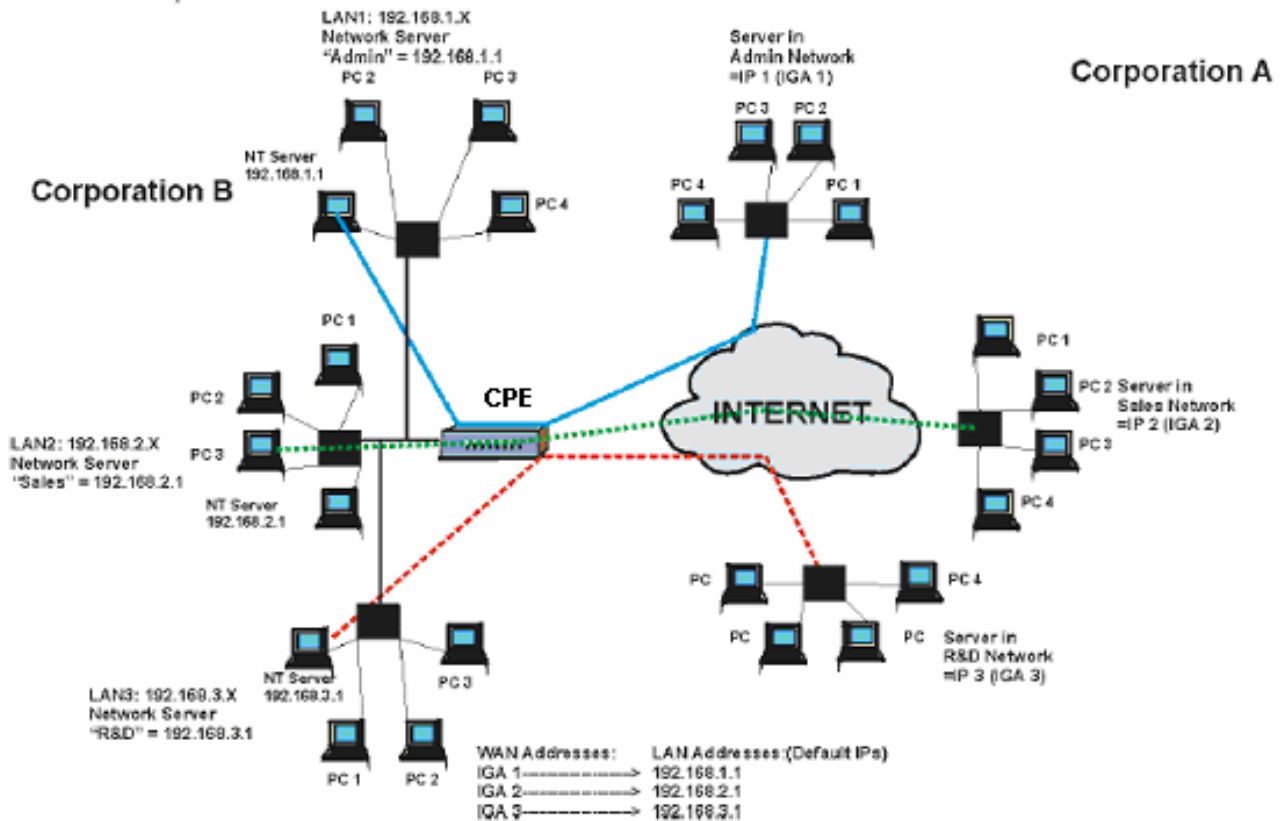 LAN1: 192.168.1.X
Network Server
"Admin" = 192.168.1.1
PC 2
PC 3
NT Server
192.168.1.1
PC 4
Corporation B
Server in
Admin Network
=IP 1 (IGA 1)
PC 3
PC 2
PC 4
PC 1
Corporation A
PC 1
PC 2
PC 3
LAN2: 192.168.2.X
Network Server
"Sales" = 192.168.2.1
NT Server
192.168.2.1
CPE
INTERNET
PC 1
PC 2
Server in
Sales Network
=IP 2 (IGA 2)
PC 3
PC 4
PC
PC 4
PC
PC
Server in
R&D Network
=IP 3 (IGA 3)
NT Server
192.168.3.1
PC 3
LAN3: 192.168.3.X
Network Server
"R&D" = 192.168.3.1
PC 1
PC 2
WAN Addresses: LAN Addresses:(Default IPs)
IGA 1---------------> 192.168.1.1
IGA 2---------------> 192.168.2.1
IGA 3---------------> 192.168.3.1